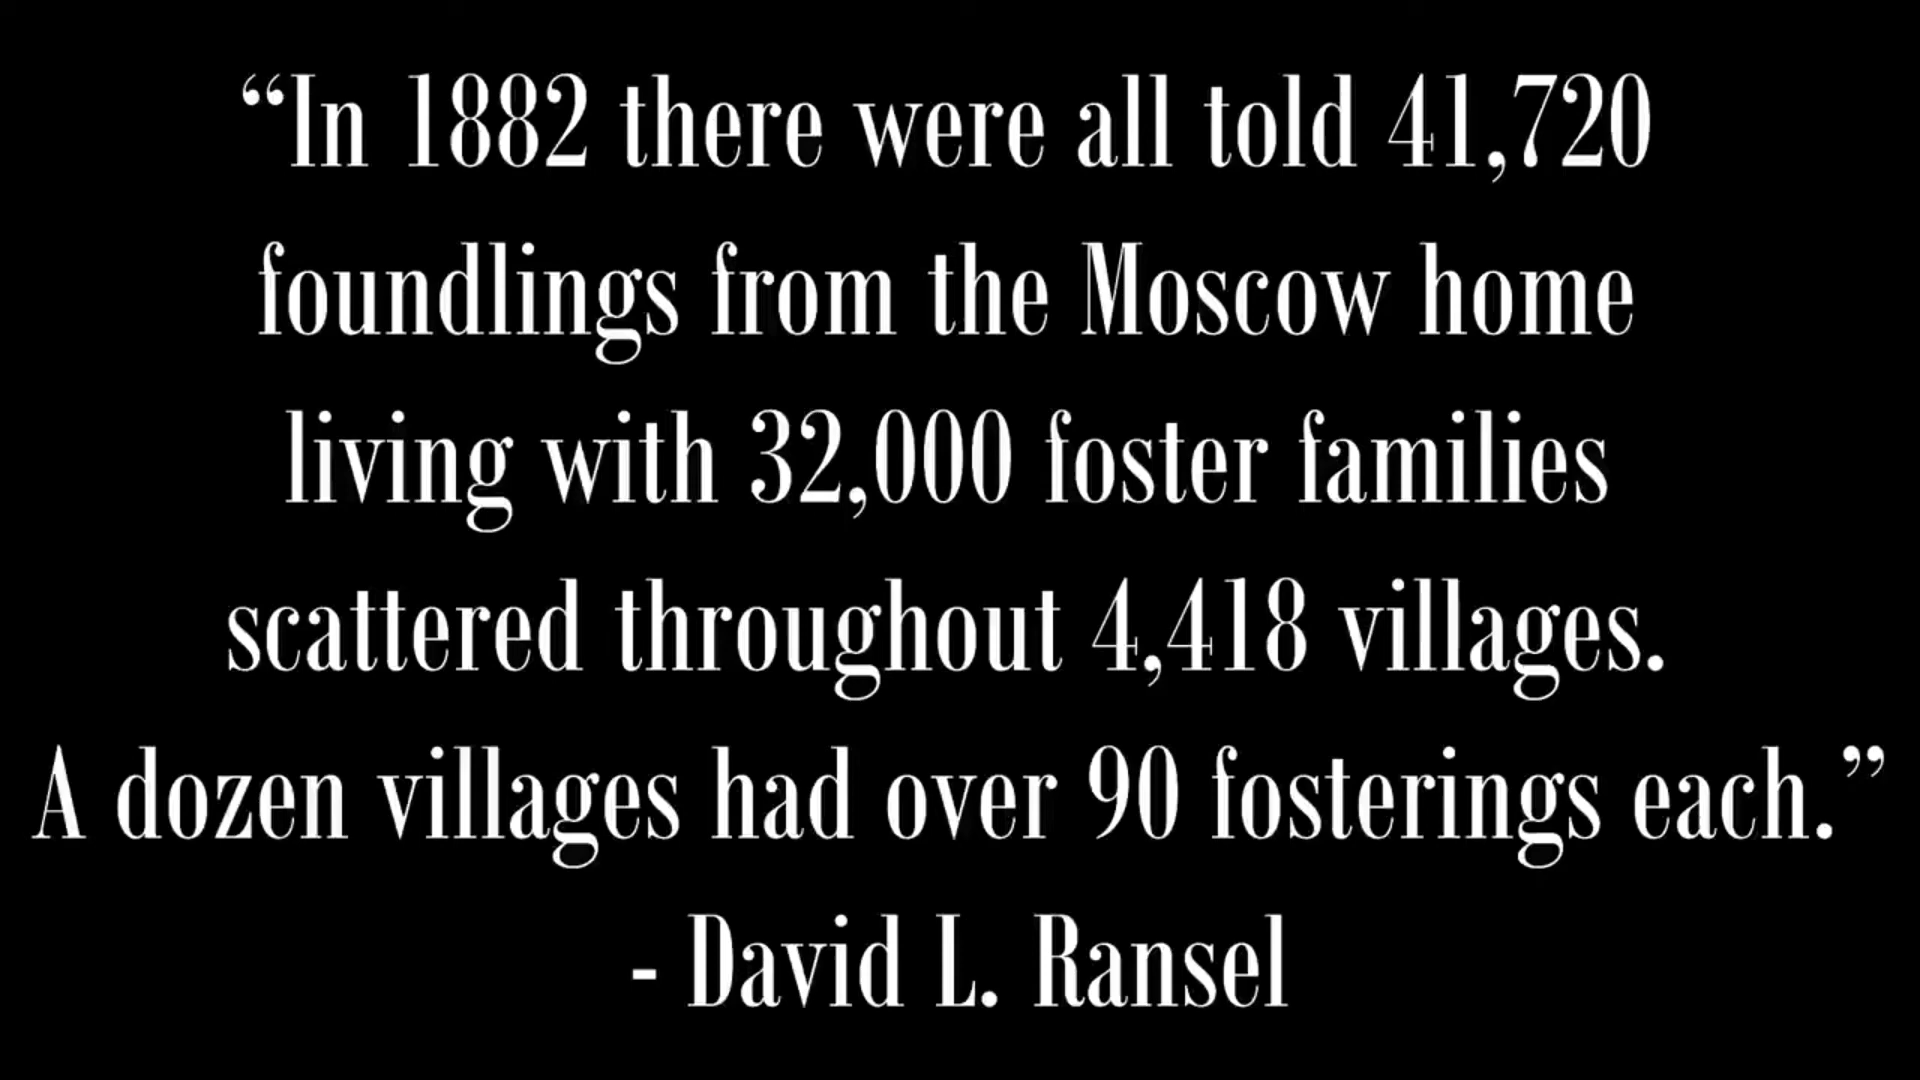 “In 1882 there were all told 41,720
foundlings from the Moscow home
living with 32,000 foster families
scattered throughout 4,418 villages.
A dozen villages had over 90 fosterings each.”
- David L. Ransel